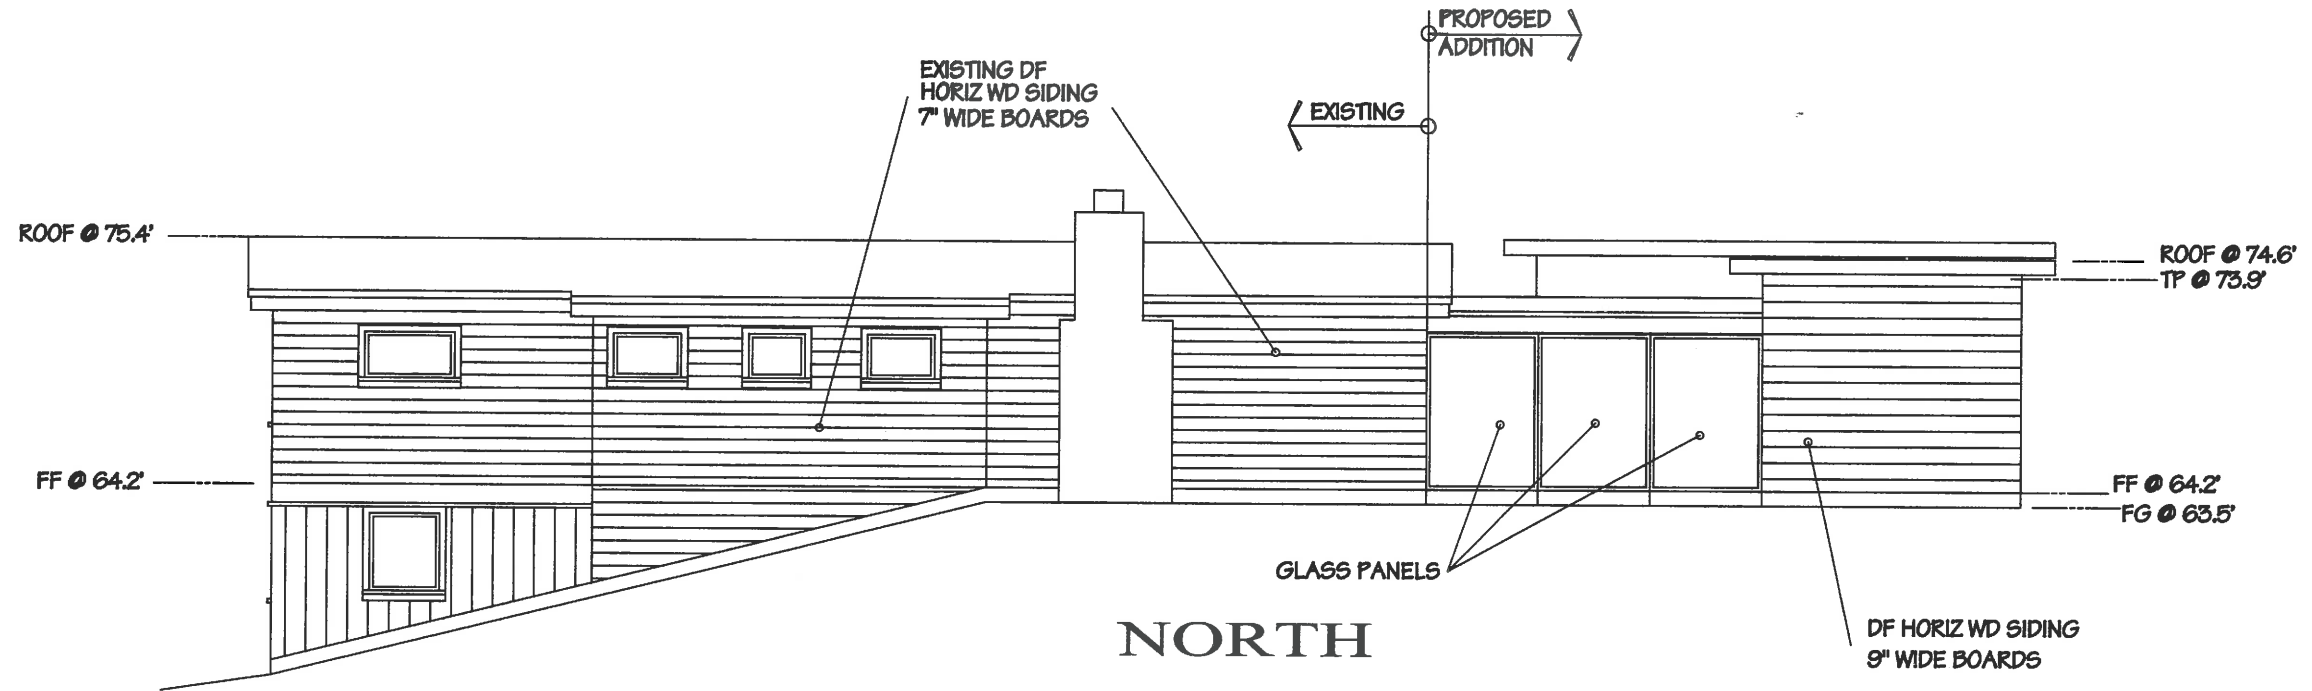 PROPOSED
ADDITION
EXISTING DF
HORIZ WD SIDING
7" WIDE BOARDS
EXISTING
ROOF @ 75.4'
ROOF @ 74.6'
TP @ 73.9'
FF @ 64.2'
FF @ 64.2'
FG @ 63.5'
GLASS PANELS
NORTH
DF HORIZ WD SIDING
9" WIDE BOARDS